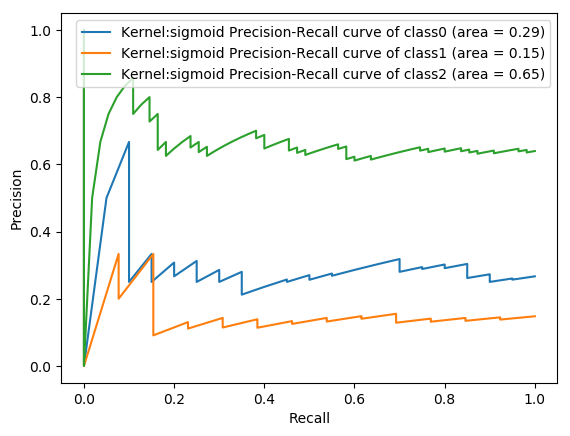 Kernel:sigmoid Precision-Recall curve of class0 (area = 0.29)
Kernel:sigmoid Precision-Recall curve of class1 (area = 0.15)
Kernel:sigmoid Precision-Recall curve of class2 (area = 0.65)
1.0
0.8
0.6
0.4
0.2
0.0
Precision
0.0 0.2 0.4 0.6 0.8 1.0
Recall